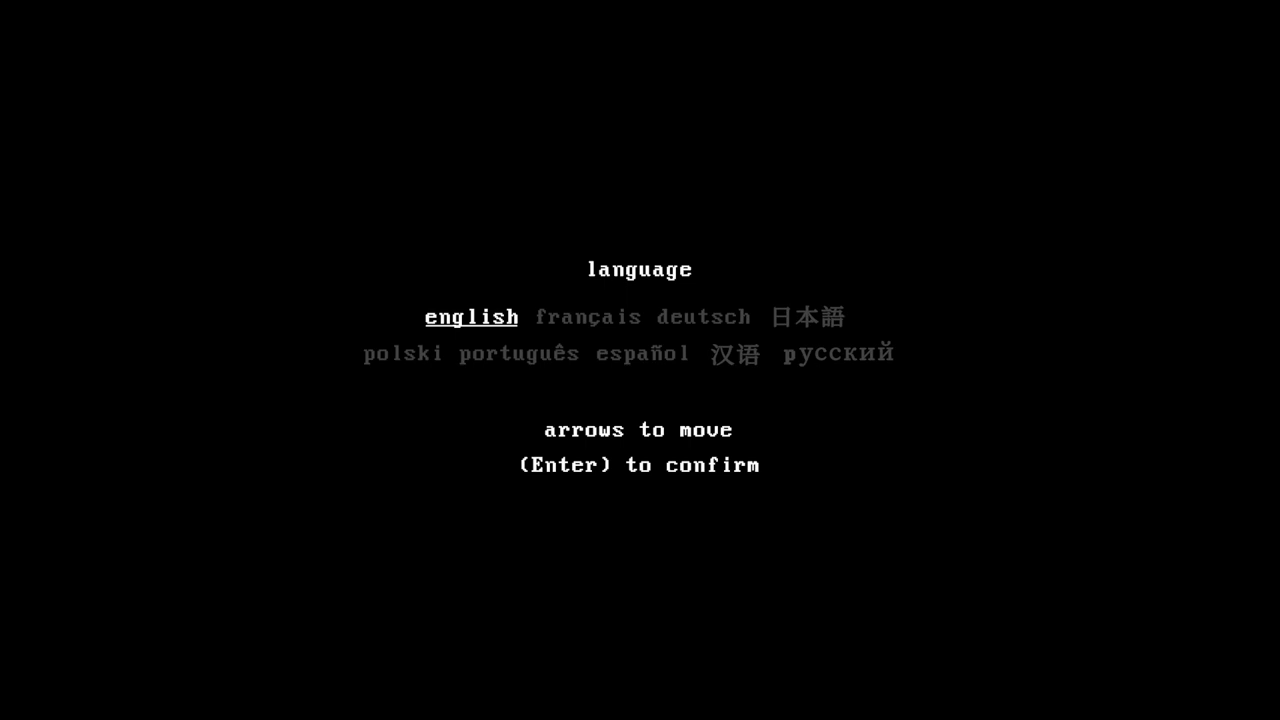 language
english français deutsch 日本語
polski português español 汉语 русский
arrows to move
(Enter) to confirm